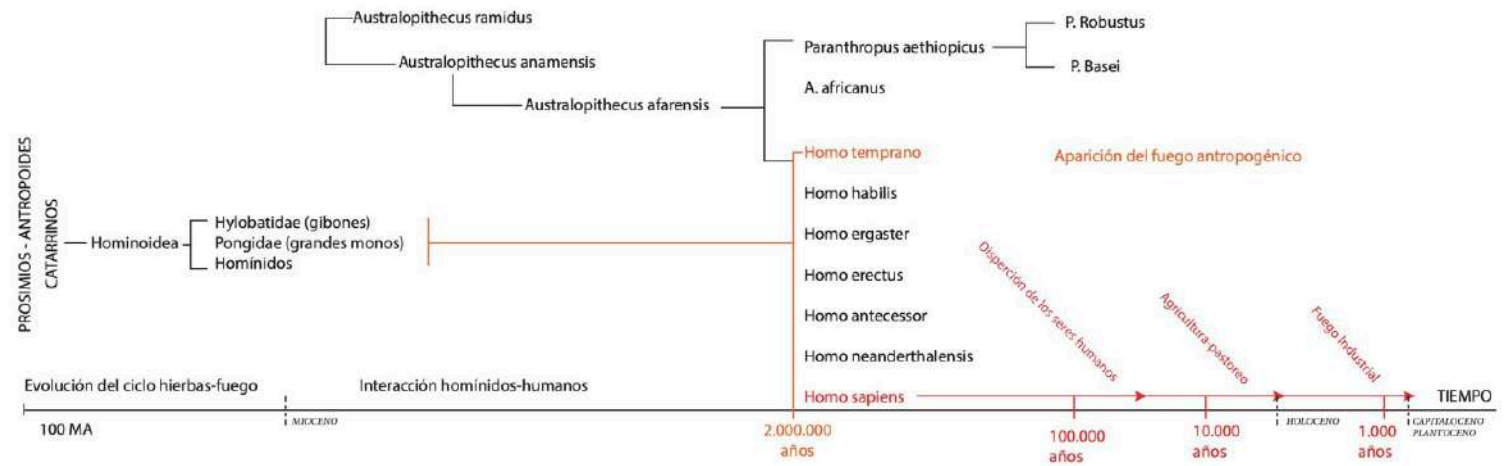 Australopithecus ramidus
Australopithecus anamensis
Australopithecus afarensis
Paranthropus aethiopicus
P. Robustus
P. Basei
A. africanus
PROSIMIOS - ANTROPOIDES
CATARRINOS
Hominoidea
Hylobatidae (gibones)
Pongidae (grandes monos)
Homínidos
Homo temprano
Aparición del fuego antropogénico
Homo habilis
Homo ergaster
Homo erectus
Homo antecessor
Homo neanderthalensis
Homo sapiens
Disperción de los seres humanos
Agricultura-pastoreo
Fuego Industrial
Evolución del ciclo hierbas-fuego
Interacción homínidos-humanos
TIEMPO
100 MA
MIOCENO
2.000.000
años
100.000
años
10.000
años
HOLOCENO
1.000
años
CAPITALOCENO
PLANTOCENO